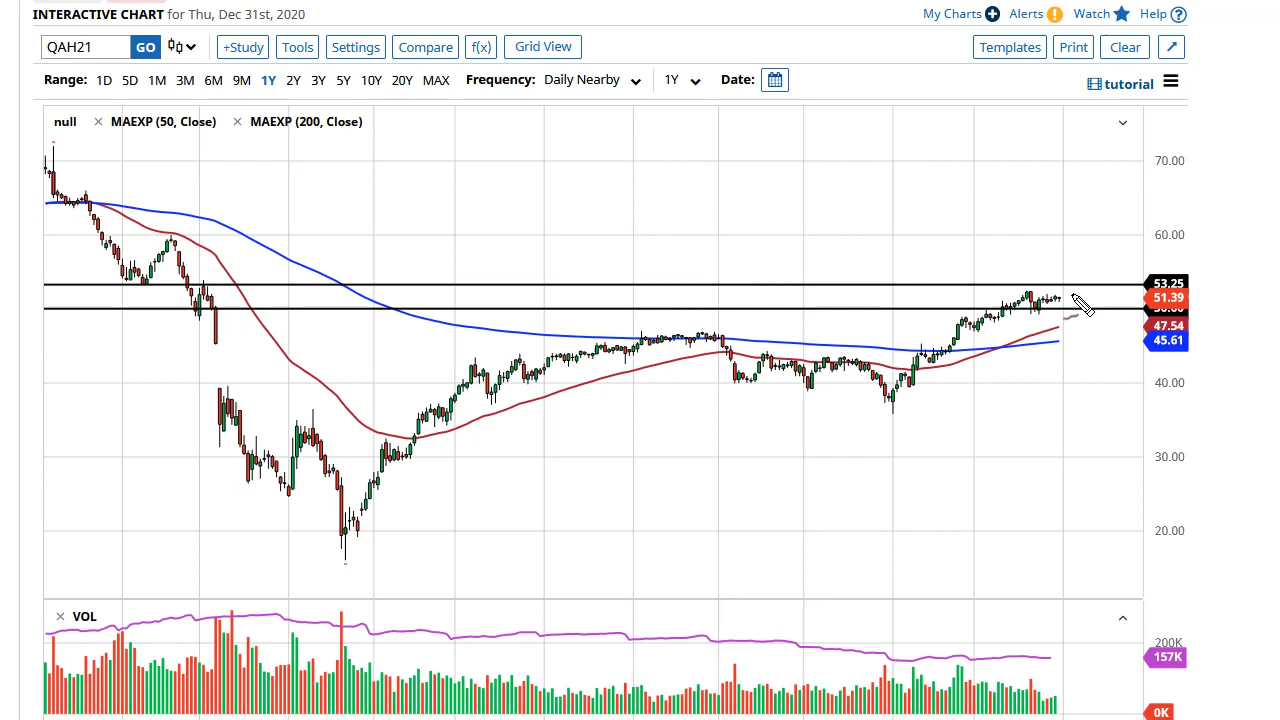 INTERACTIVE CHART for Thu, Dec 31st, 2020 My Charts Alerts ! Watch Help ?
QAH21 GO +Study Tools Settings Compare f(x) Grid View Templates Print Clear
Range: 1D 5D 1M 3M 6M 9M 1Y 2Y 3Y 5Y 10Y 20Y MAX Frequency: Daily Nearby 1Y Date: tutorial
null × MAEXP (50, Close) × MAEXP (200, Close)
70.00
60.00
53.25
51.39
47.54
45.61
40.00
30.00
20.00
× VOL
200K
157K
0K